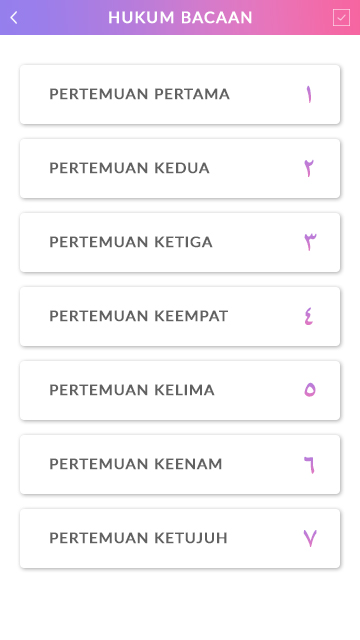 HUKUM BACAAN
PERTEMUAN PERTAMA ١
PERTEMUAN KEDUA ٢
PERTEMUAN KETIGA ٣
PERTEMUAN KEEMPAT ٤
PERTEMUAN KELIMA ٥
PERTEMUAN KEENAM ٦
PERTEMUAN KETUJUH ٧